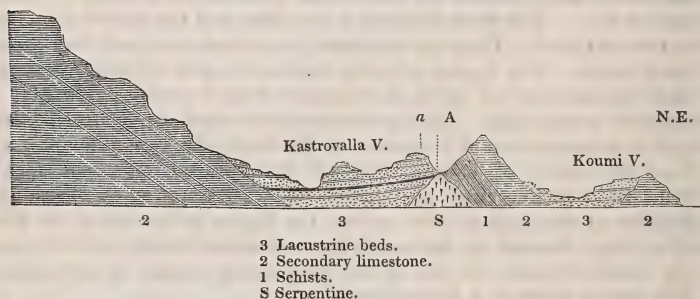 a A
N.E.
Kastrovalla V.
Koumi V.
2 3 S 1 2 3 2
3 Lacustrine beds.
2 Secondary limestone.
1 Schists.
S Serpentine.